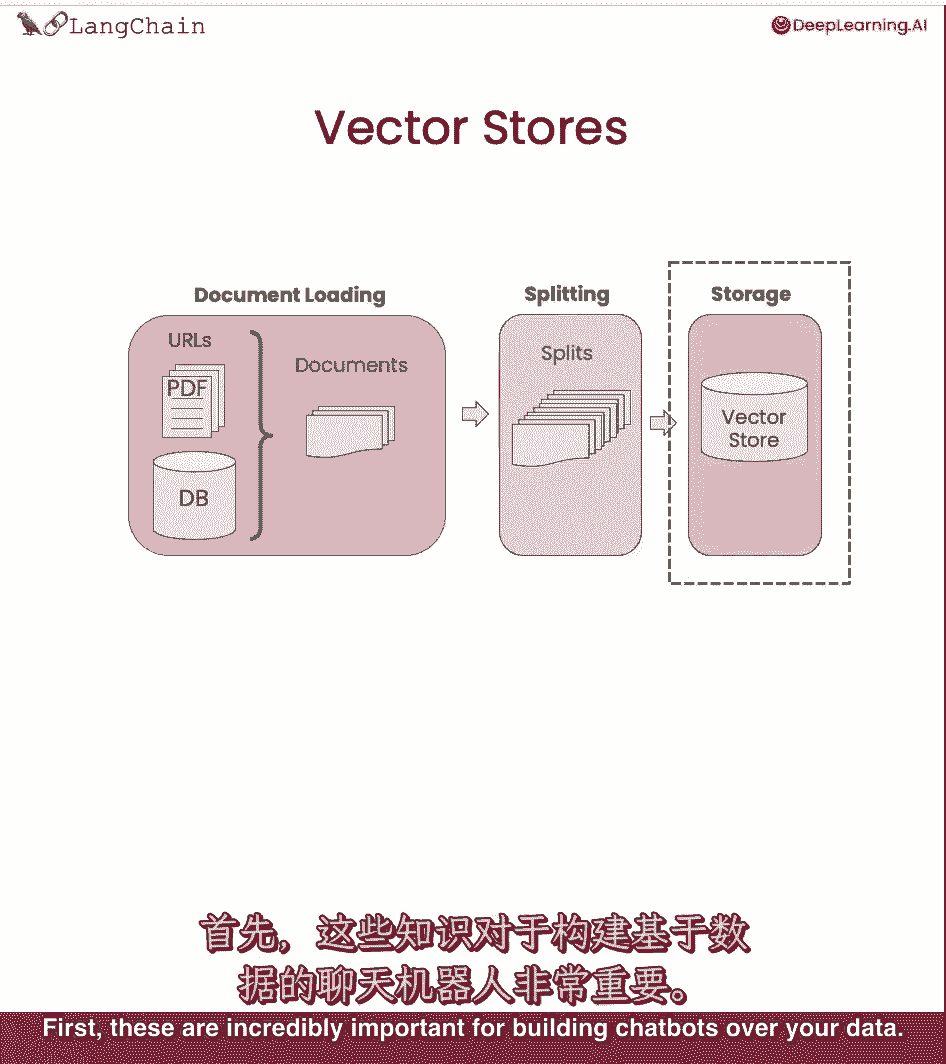 LangChain
DeepLearning.AI
Vector Stores
Document Loading
Splitting
Storage
URLs
Documents
Splits
PDF
Vector
Store
DB
首先，这些知识对于构建基于数
据的聊天机器人非常重要。
First, these are incredibly important for building chatbots over your data.